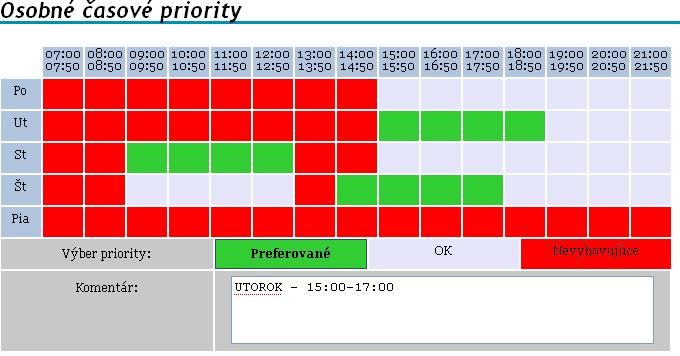 Osobné časové priority
07:00 08:00 09:00 10:00 11:00 12:00 13:00 14:00 15:00 16:00 17:00 18:00 19:00 20:00 21:00
07:50 08:50 09:50 10:50 11:50 12:50 13:50 14:50 15:50 16:50 17:50 18:50 19:50 20:50 21:50
Po
Ut
St
Št
Pia
Výber priority: Preferované OK Nevyhovujúce
Komentár: UTOROK - 15:00-17:00